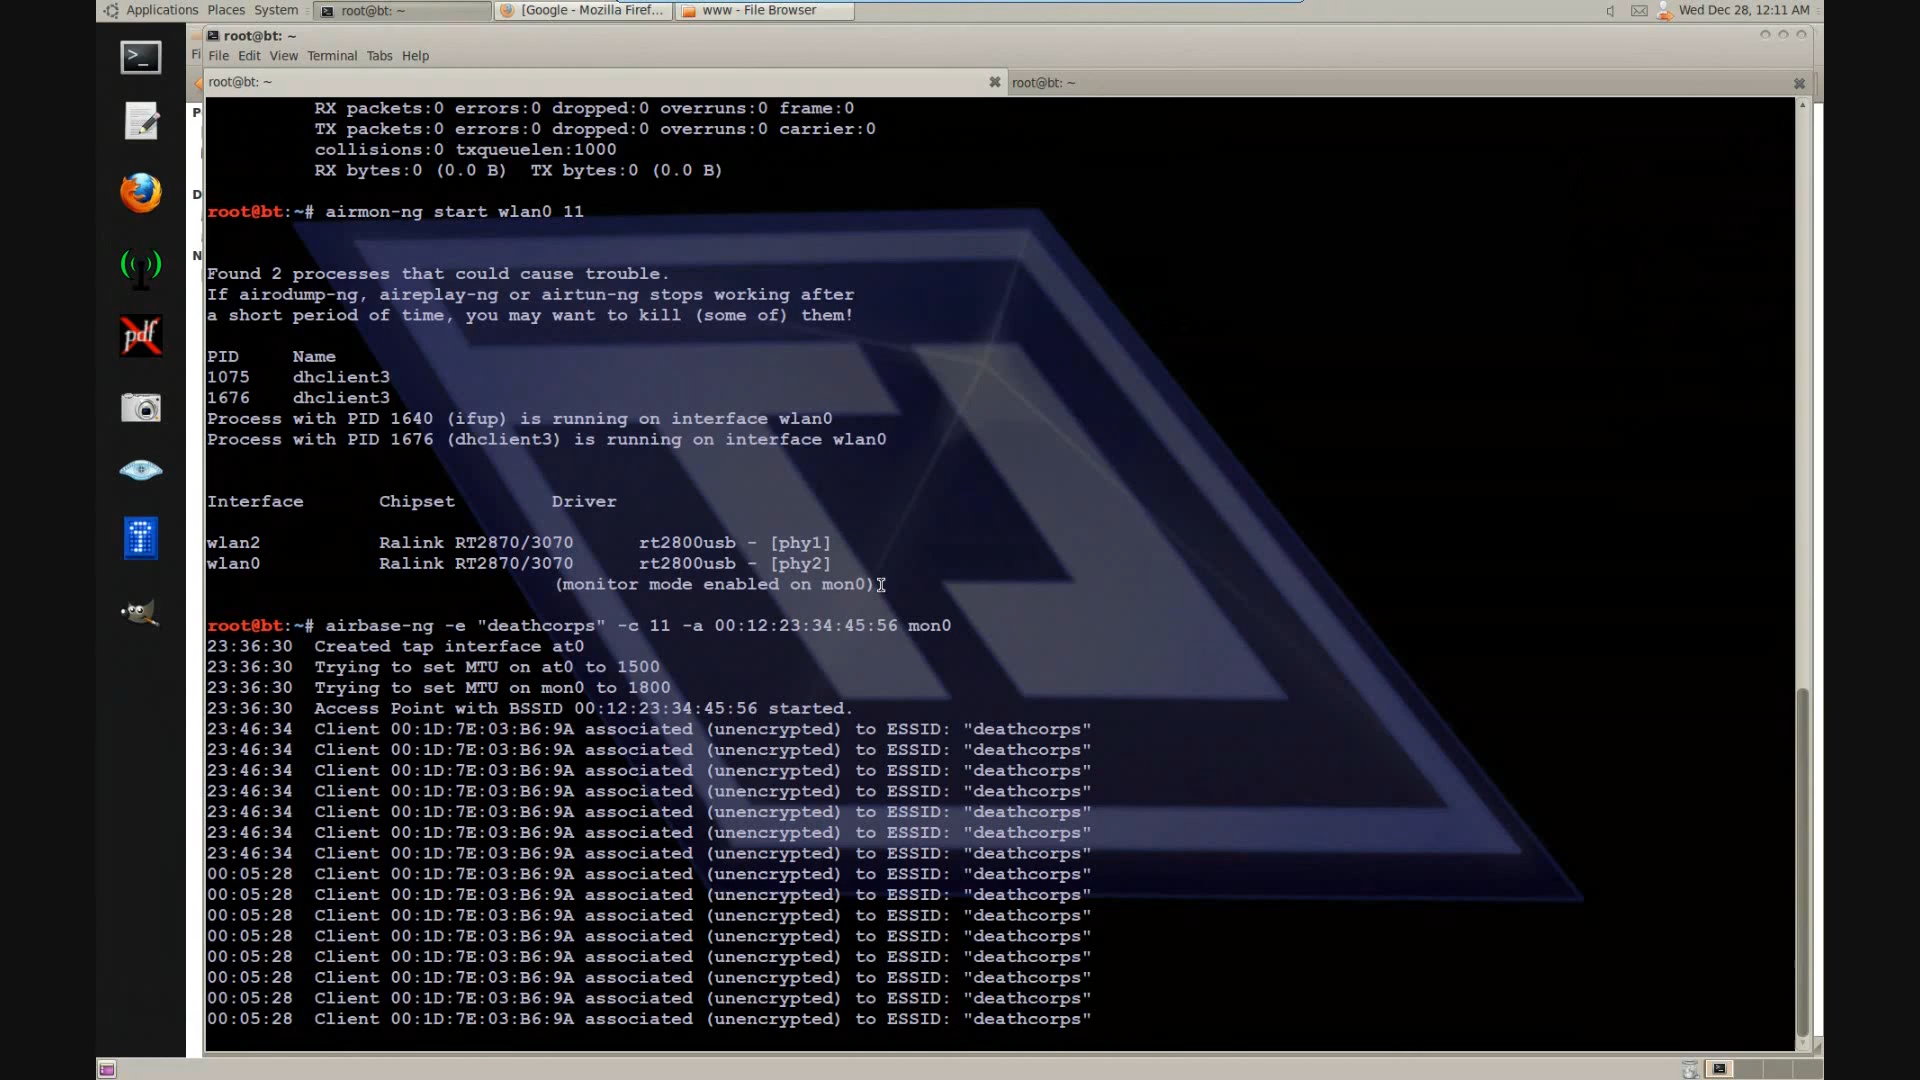 Applications Places System root@bt: ~ [Google - Mozilla Firef... www - File Browser Wed Dec 28, 12:11 AM
root@bt: ~
Fi
File Edit View Terminal Tabs Help
root@bt: ~ root@bt: ~
P
D
N
pdf
RX packets:0 errors:0 dropped:0 overruns:0 frame:0
TX packets:0 errors:0 dropped:0 overruns:0 carrier:0
collisions:0 txqueuelen:1000
RX bytes:0 (0.0 B)  TX bytes:0 (0.0 B)
root@bt:~# airmon-ng start wlan0 11
Found 2 processes that could cause trouble.
If airodump-ng, aireplay-ng or airtun-ng stops working after
a short period of time, you may want to kill (some of) them!
PID Name
1075 dhclient3
1676 dhclient3
Process with PID 1640 (ifup) is running on interface wlan0
Process with PID 1676 (dhclient3) is running on interface wlan0
Interface Chipset Driver
wlan2 Ralink RT2870/3070 rt2800usb - [phy1]
wlan0 Ralink RT2870/3070 rt2800usb - [phy2]
(monitor mode enabled on mon0)
root@bt:~# airbase-ng -e "deathcorps" -c 11 -a 00:12:23:34:45:56 mon0
23:36:30 Created tap interface at0
23:36:30 Trying to set MTU on at0 to 1500
23:36:30 Trying to set MTU on mon0 to 1800
23:36:30 Access Point with BSSID 00:12:23:34:45:56 started.
23:46:34 Client 00:1D:7E:03:B6:9A associated (unencrypted) to ESSID: "deathcorps"
23:46:34 Client 00:1D:7E:03:B6:9A associated (unencrypted) to ESSID: "deathcorps"
23:46:34 Client 00:1D:7E:03:B6:9A associated (unencrypted) to ESSID: "deathcorps"
23:46:34 Client 00:1D:7E:03:B6:9A associated (unencrypted) to ESSID: "deathcorps"
23:46:34 Client 00:1D:7E:03:B6:9A associated (unencrypted) to ESSID: "deathcorps"
23:46:34 Client 00:1D:7E:03:B6:9A associated (unencrypted) to ESSID: "deathcorps"
23:46:34 Client 00:1D:7E:03:B6:9A associated (unencrypted) to ESSID: "deathcorps"
00:05:28 Client 00:1D:7E:03:B6:9A associated (unencrypted) to ESSID: "deathcorps"
00:05:28 Client 00:1D:7E:03:B6:9A associated (unencrypted) to ESSID: "deathcorps"
00:05:28 Client 00:1D:7E:03:B6:9A associated (unencrypted) to ESSID: "deathcorps"
00:05:28 Client 00:1D:7E:03:B6:9A associated (unencrypted) to ESSID: "deathcorps"
00:05:28 Client 00:1D:7E:03:B6:9A associated (unencrypted) to ESSID: "deathcorps"
00:05:28 Client 00:1D:7E:03:B6:9A associated (unencrypted) to ESSID: "deathcorps"
00:05:28 Client 00:1D:7E:03:B6:9A associated (unencrypted) to ESSID: "deathcorps"
00:05:28 Client 00:1D:7E:03:B6:9A associated (unencrypted) to ESSID: "deathcorps"